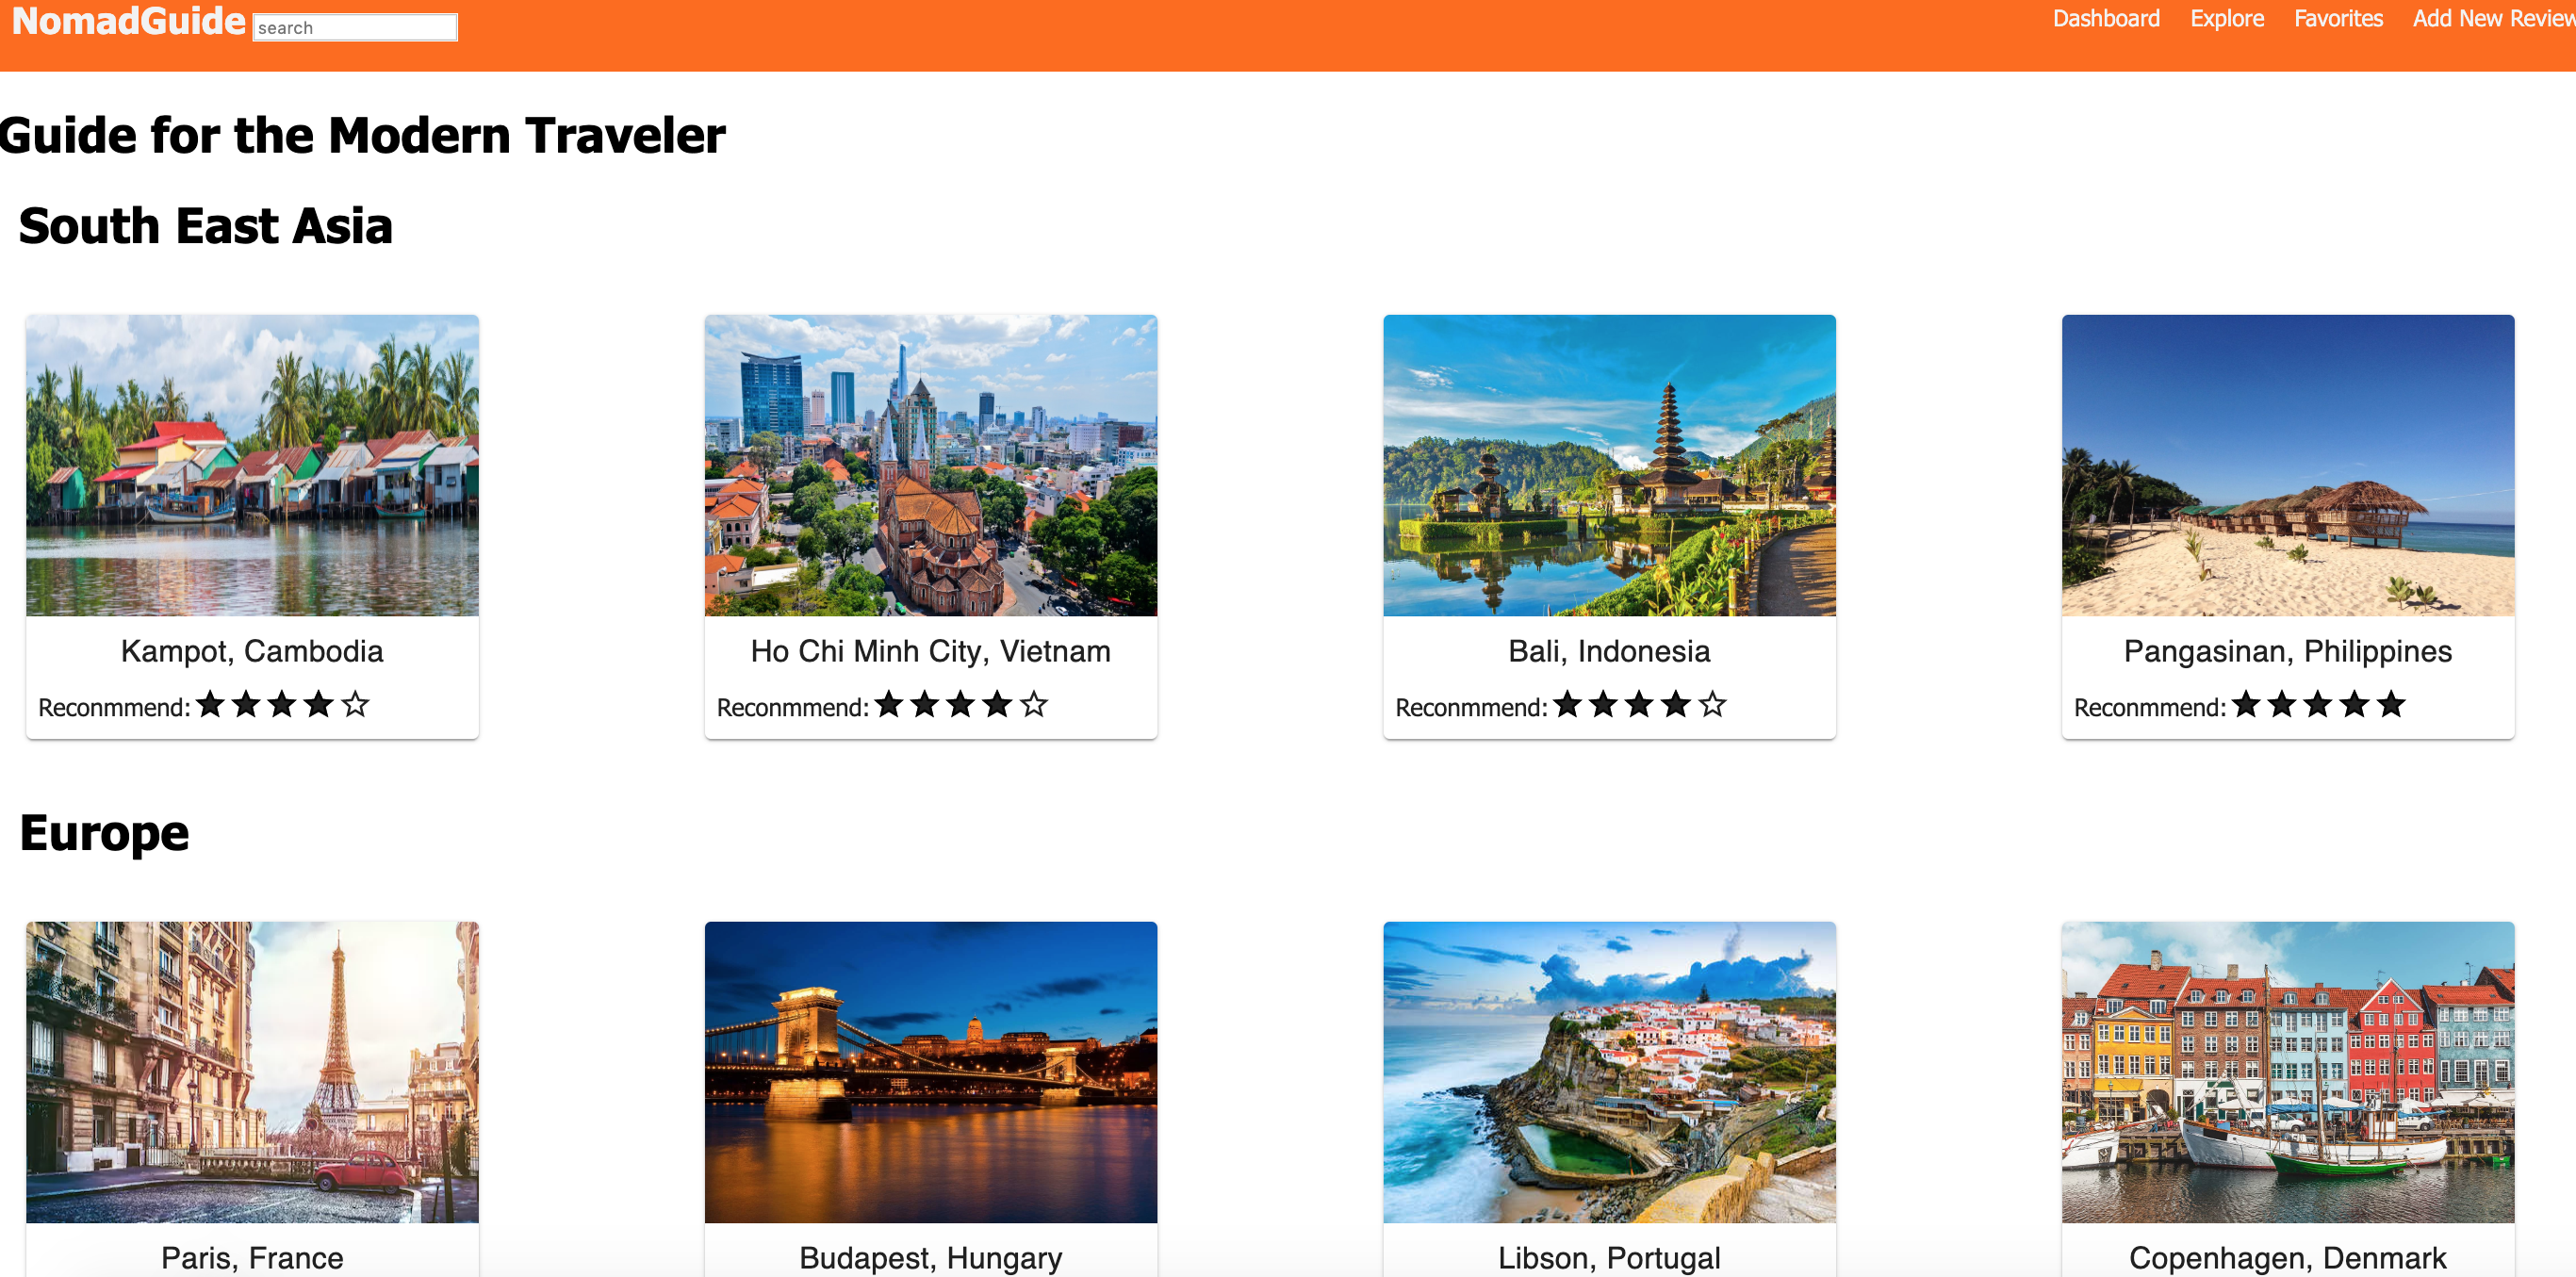 NomadGuide search Dashboard Explore Favorites Add New Review
Guide for the Modern Traveler
South East Asia
Kampot, Cambodia
Reconmmend:
Ho Chi Minh City, Vietnam
Reconmmend:
Bali, Indonesia
Reconmmend:
Pangasinan, Philippines
Reconmmend:
Europe
Paris, France
Budapest, Hungary
Libson, Portugal
Copenhagen, Denmark